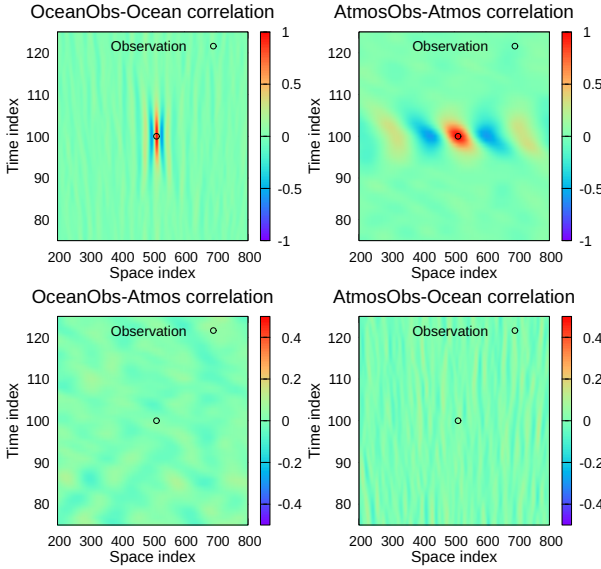 OceanObs-Ocean correlation
AtmosObs-Atmos correlation
Observation
Observation
Time index
120
110
100
90
80
1
0.5
0
-0.5
-1
Time index
120
110
100
90
80
1
0.5
0
-0.5
-1
200 300 400 500 600 700 800
Space index
200 300 400 500 600 700 800
Space index
OceanObs-Atmos correlation
AtmosObs-Ocean correlation
Observation
Observation
Time index
120
110
100
90
80
0.4
0.2
0
-0.2
-0.4
Time index
120
110
100
90
80
0.4
0.2
0
-0.2
-0.4
200 300 400 500 600 700 800
Space index
200 300 400 500 600 700 800
Space index